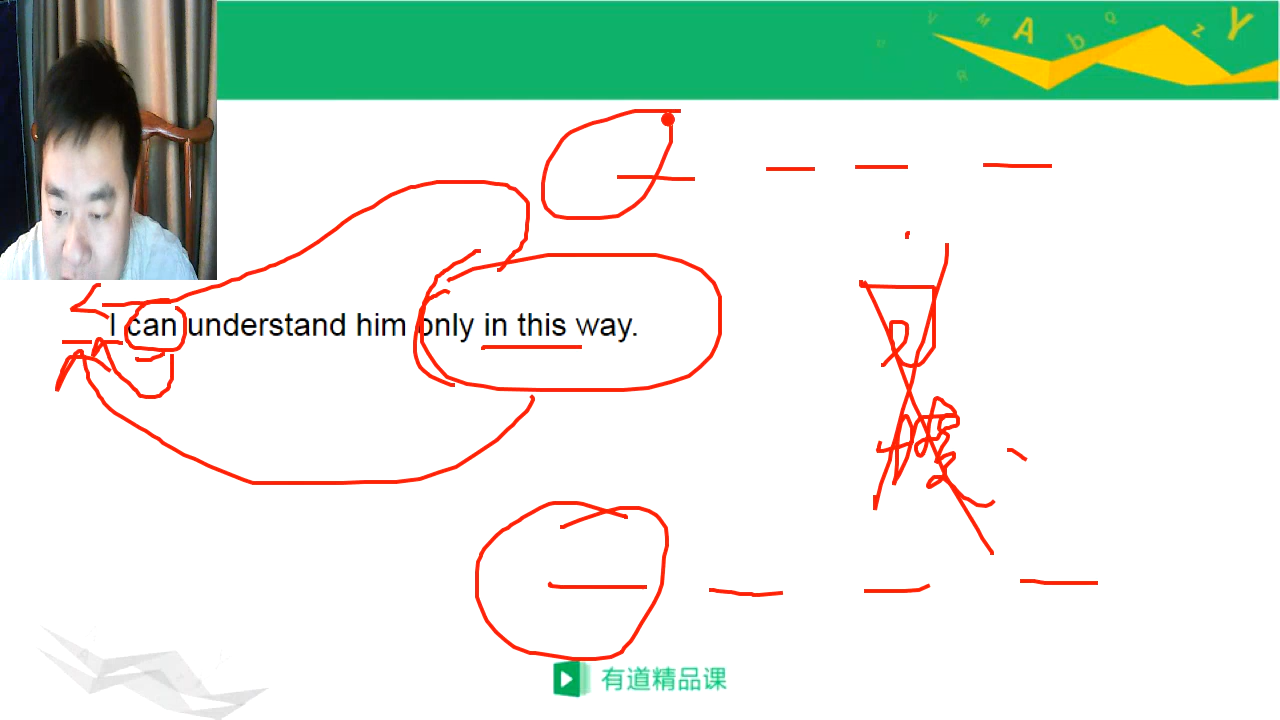 A b Q z Y
I can understand him only in this way.
有道精品课